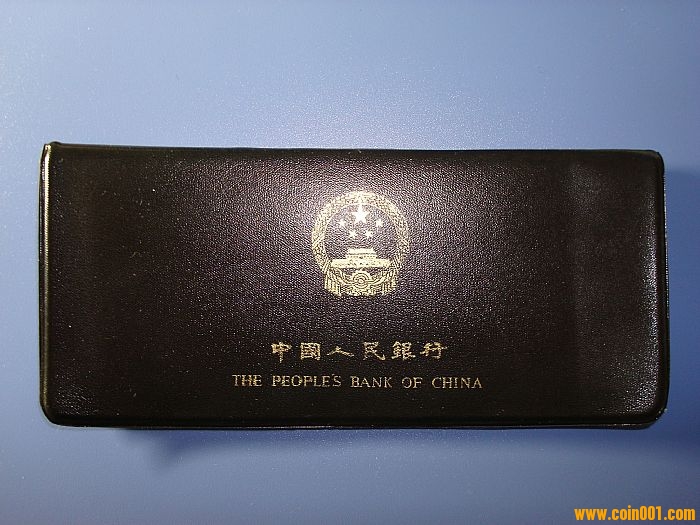 中國人民銀行
THE PEOPLE'S BANK OF CHINA
www.coin001.com